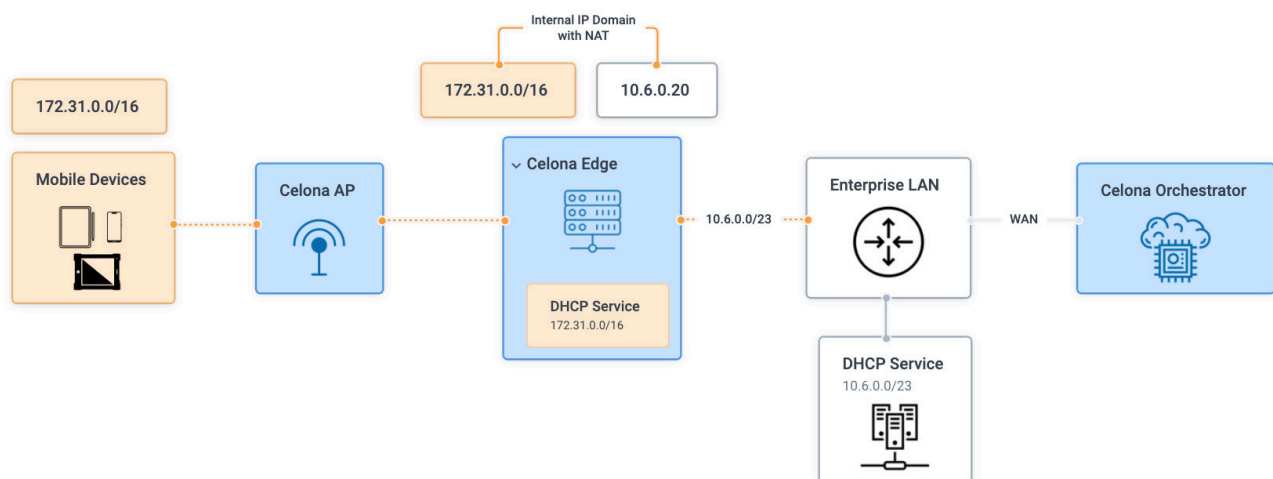 Internal IP Domain
with NAT
172.31.0.0/16
172.31.0.0/16
10.6.0.20
Mobile Devices
Celona AP
Celona Edge
10.6.0.0/23
Enterprise LAN
WAN
Celona Orchestrator
DHCP Service
172.31.0.0/16
DHCP Service
10.6.0.0/23